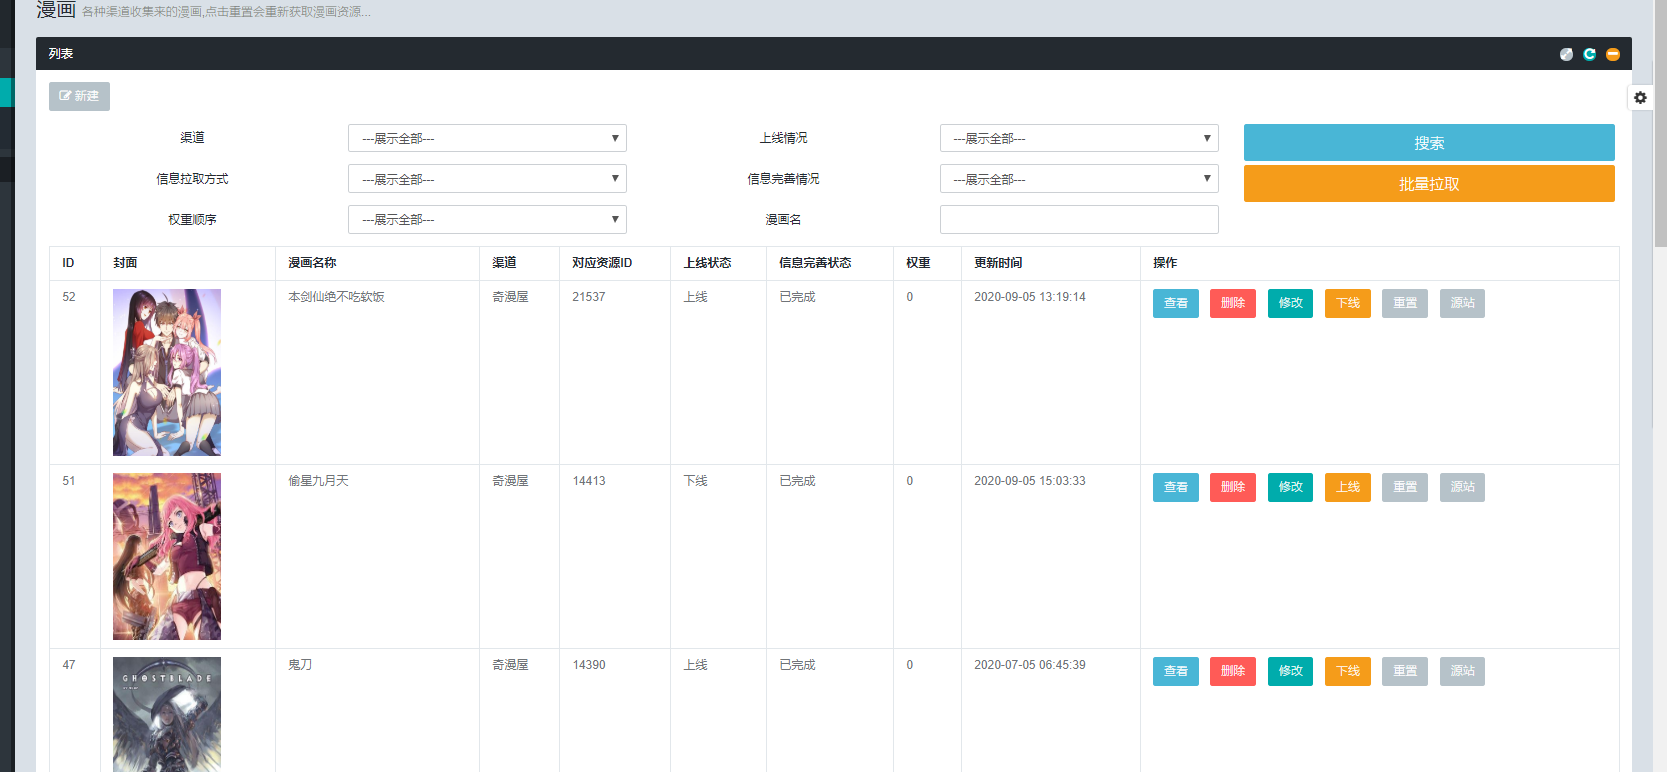 漫画 各种渠道收集来的漫画,点击重置会重新获取漫画资源...
列表
新建
渠道 ---展示全部--- 上线情况 ---展示全部--- 搜索
信息拉取方式 ---展示全部--- 信息完善情况 ---展示全部--- 批量拉取
权重顺序 ---展示全部--- 漫画名
ID 封面 漫画名称 渠道 对应资源ID 上线状态 信息完善状态 权重 更新时间 操作
52 本剑仙绝不吃软饭 奇漫屋 21537 上线 已完成 0 2020-09-05 13:19:14 查看 删除 修改 下线 重置 源站
51 偷星九月天 奇漫屋 14413 下线 已完成 0 2020-09-05 15:03:33 查看 删除 修改 上线 重置 源站
47 鬼刀 奇漫屋 14390 上线 已完成 0 2020-07-05 06:45:39 查看 删除 修改 下线 重置 源站
GHOSTBLADE